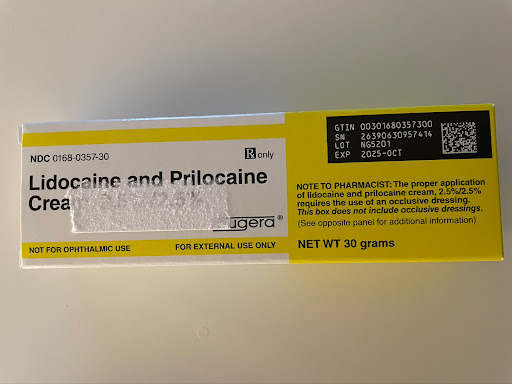 NDC 0168-0357-30
Rx only
Lidocaine and Prilocaine
NOT FOR OPHTHALMIC USE
FOR EXTERNAL USE ONLY
GTIN 00301680357300
SN 26390630957414
LOT NG5201
EXP 2025-OCT
NOTE TO PHARMACIST: The proper application
of lidocaine and prilocaine cream, 2.5%/2.5%
requires the use of an occlusive dressing.
This box does not include occlusive dressings.
(See opposite panel for additional information)
NET WT 30 grams